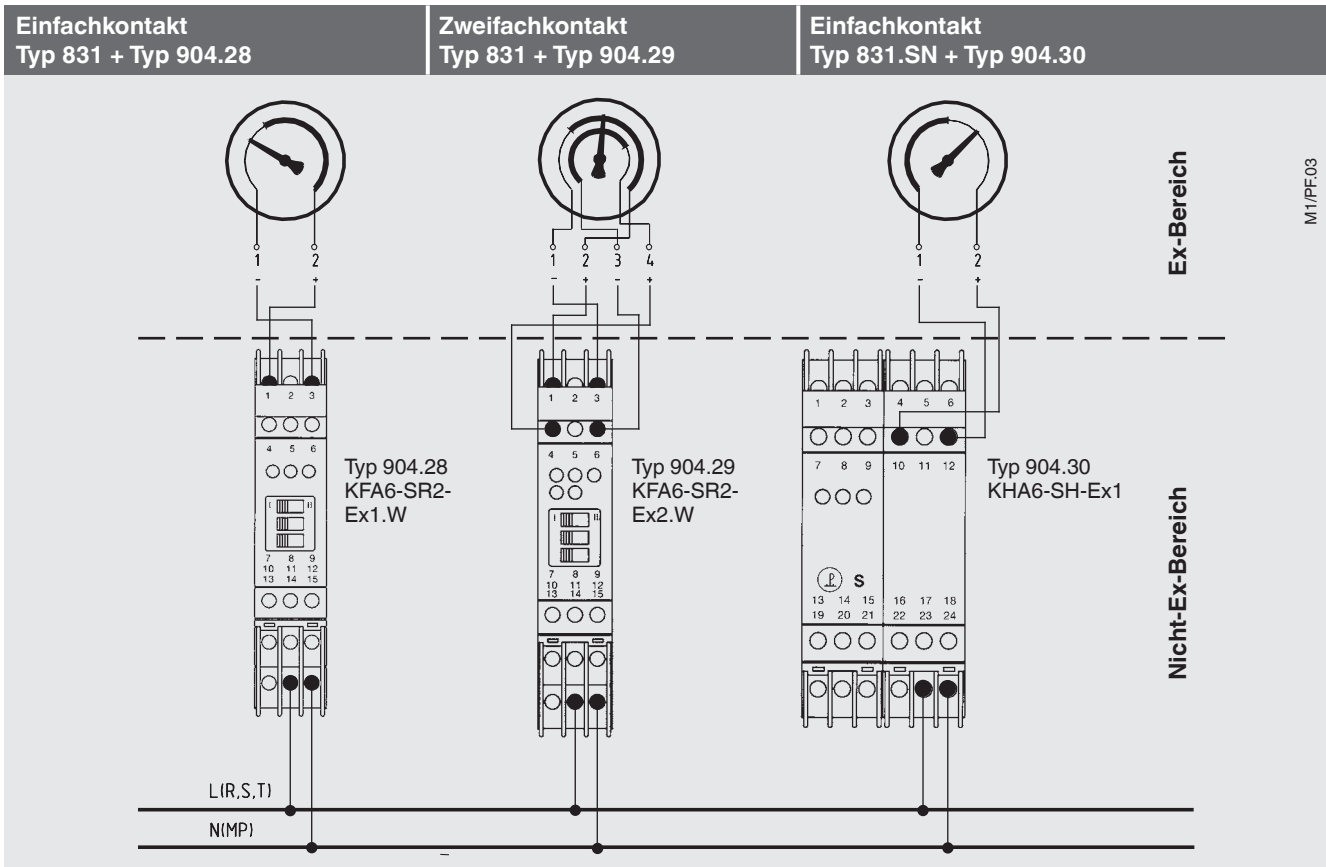 Einfachkontakt
Typ 831 + Typ 904.28
Zweifachkontakt
Typ 831 + Typ 904.29
Einfachkontakt
Typ 831.SN + Typ 904.30
Ex-Bereich
M1/PF.03
1 2
- +
1 2 3 4
- + - +
1 2
- +
1 2 3
4 5 6
I II
7 8 9
10 11 12
13 14 15
Typ 904.28
KFA6-SR2-
Ex1.W
1 2 3
4 5 6
I II
7 8 9
10 11 12
13 14 15
Typ 904.29
KFA6-SR2-
Ex2.W
1 2 3 4 5 6
7 8 9 10 11 12
S
13 14 15 16 17 18
19 20 21 22 23 24
Typ 904.30
KHA6-SH-Ex1
Nicht-Ex-Bereich
L(R,S,T)
N(MP)